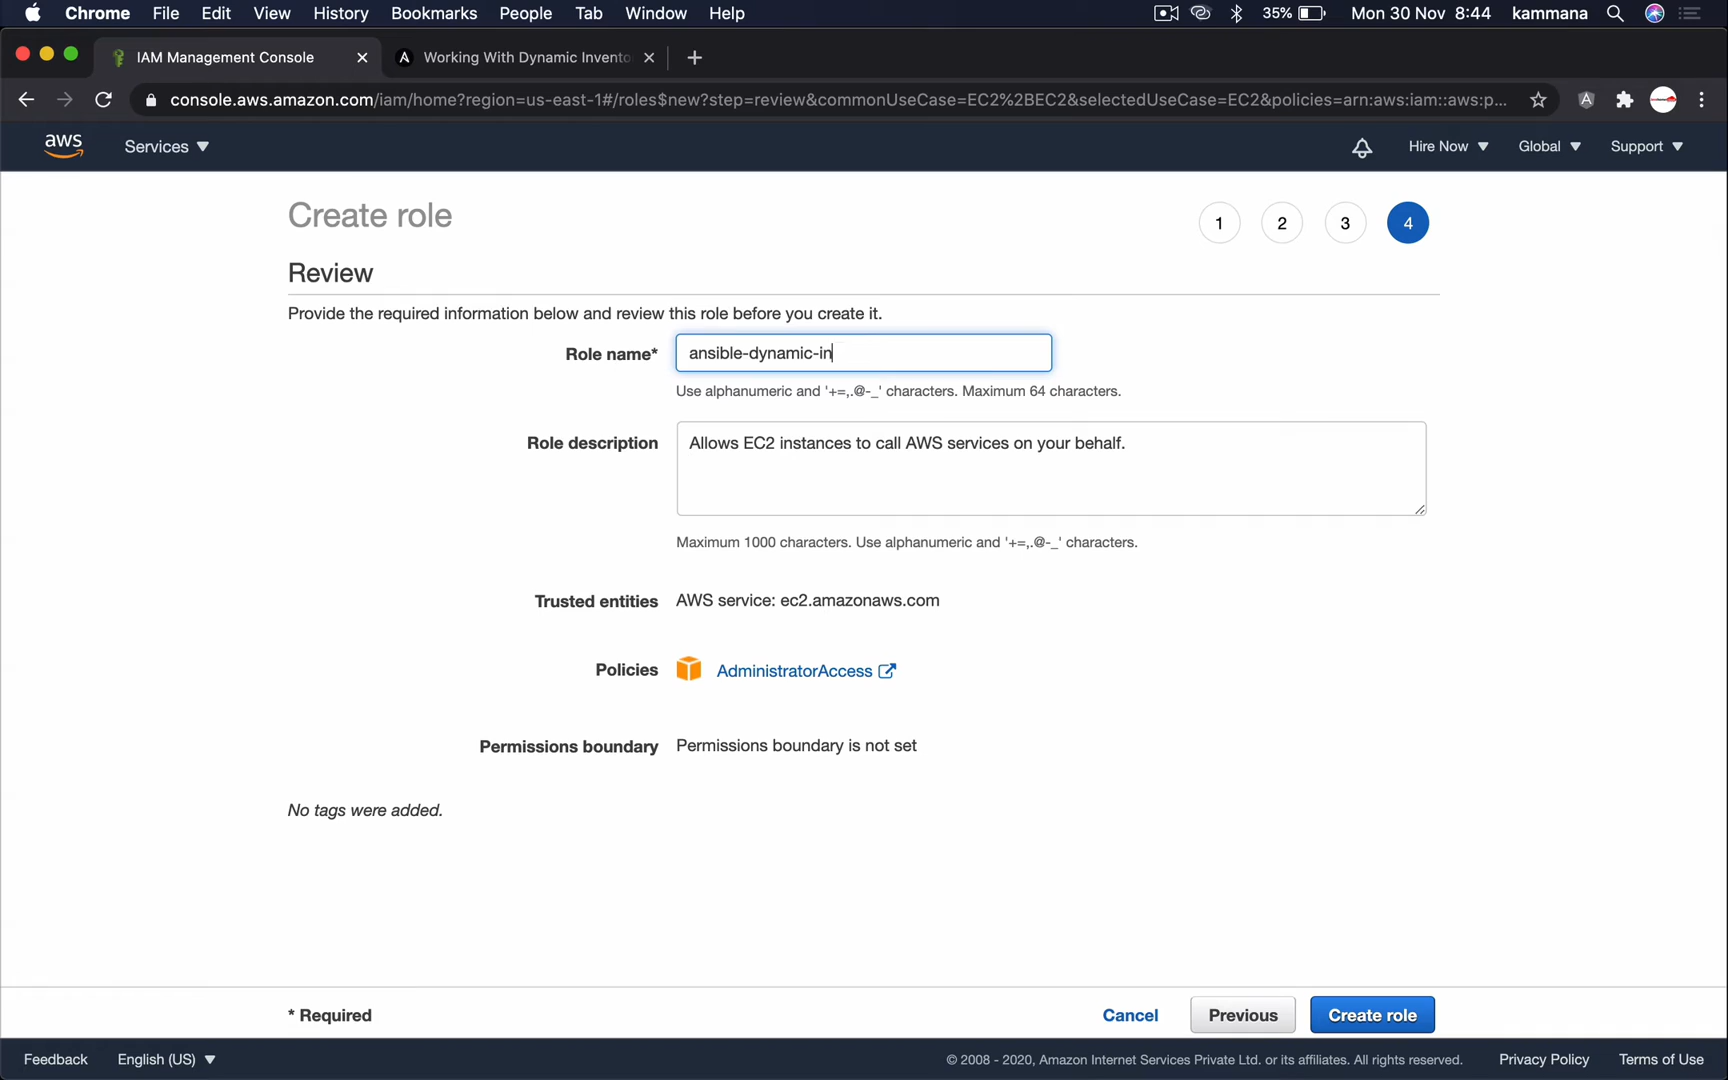 Chrome File Edit View History Bookmarks People Tab Window Help 35% Mon 30 Nov 8:44 kammana
IAM Management Console Working With Dynamic Invento
console.aws.amazon.com/iam/home?region=us-east-1#/roles$new?step=review&commonUseCase=EC2%2BEC2&selectedUseCase=EC2&policies=arn:aws:iam::aws:p...
aws Services Hire Now Global Support
Create role 1 2 3 4
Review
Provide the required information below and review this role before you create it.
Role name* ansible-dynamic-in
Use alphanumeric and '+=,.@-_' characters. Maximum 64 characters.
Role description Allows EC2 instances to call AWS services on your behalf.
Maximum 1000 characters. Use alphanumeric and '+=,.@-_' characters.
Trusted entities AWS service: ec2.amazonaws.com
Policies AdministratorAccess
Permissions boundary Permissions boundary is not set
No tags were added.
* Required Cancel Previous Create role
Feedback English (US) © 2008 - 2020, Amazon Internet Services Private Ltd. or its affiliates. All rights reserved. Privacy Policy Terms of Use